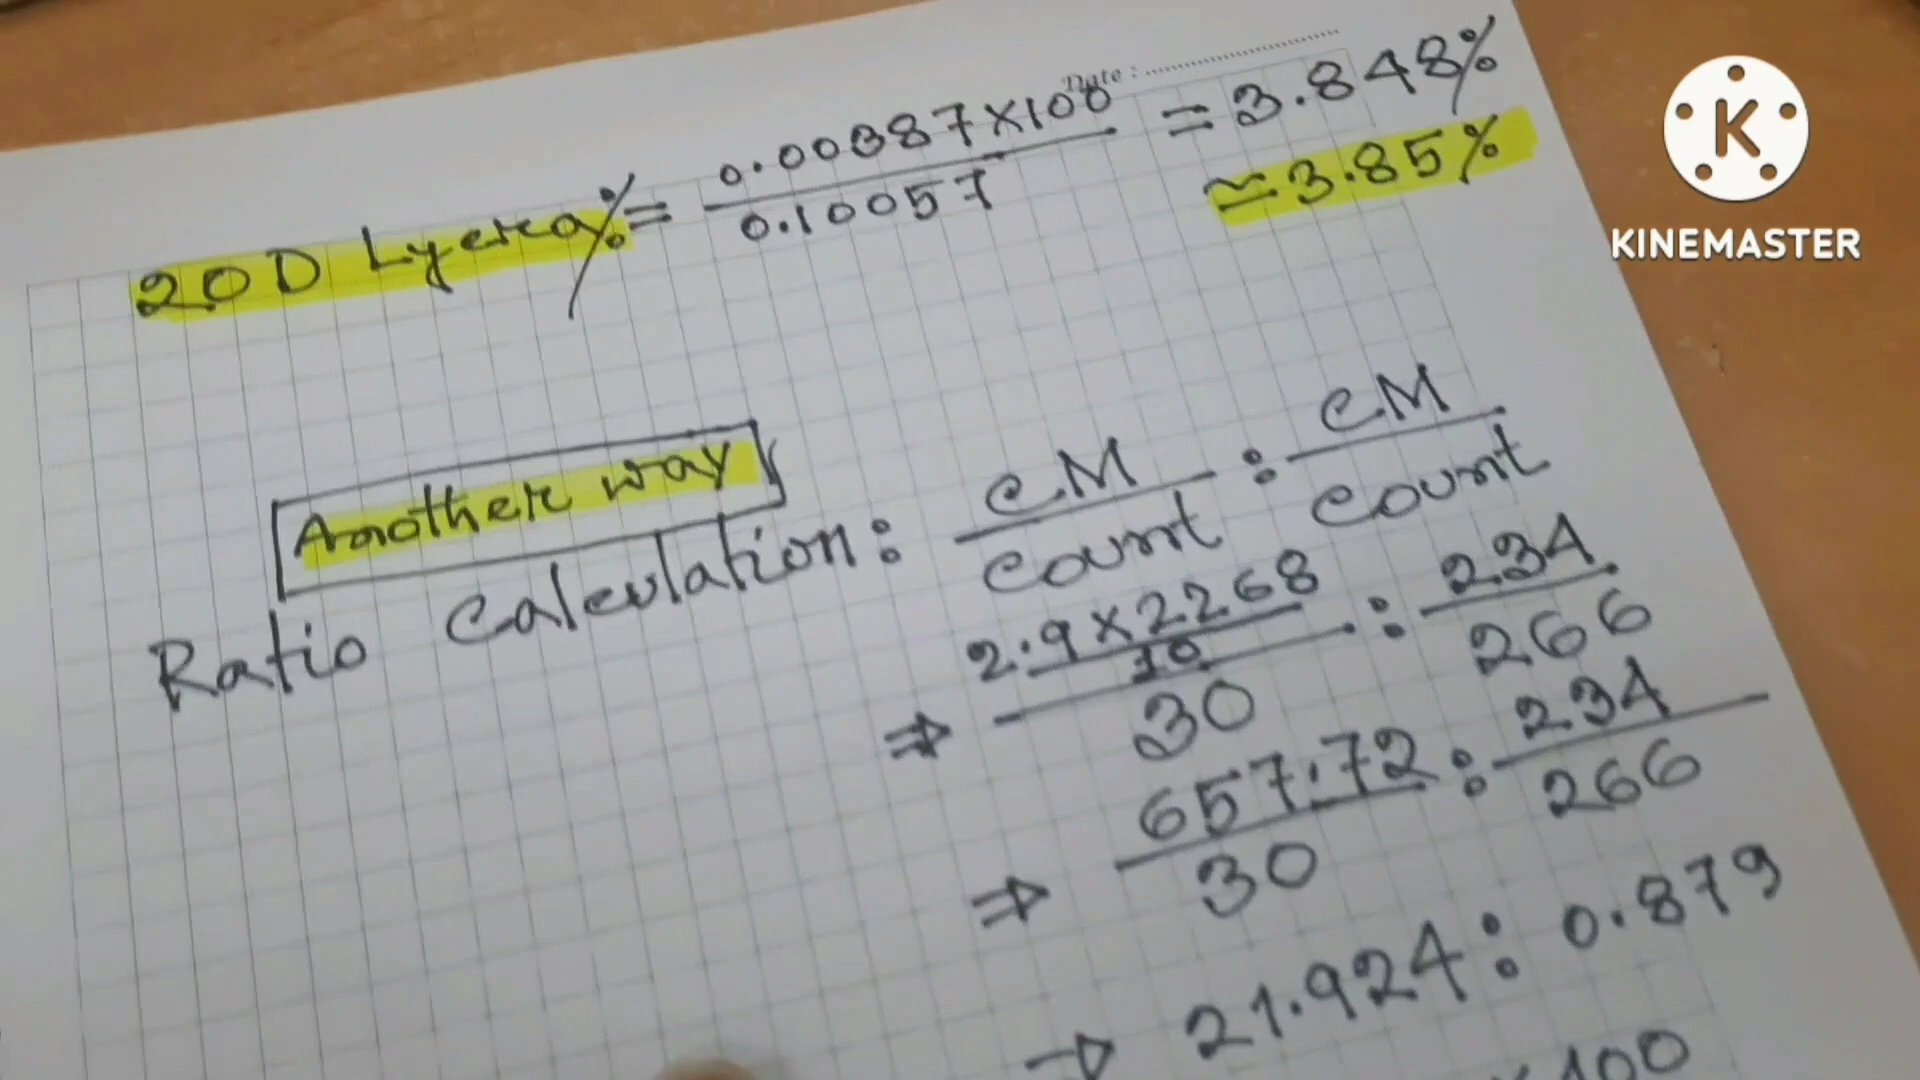 Date :
20D Lycra% = 0.00387×100 / 0.10057 = 3.848%
≃3.85%
Another way
Ratio calculation: cM/count : cM/count
⇒ 2.9×2268/10 / 30 : 234/266
⇒ 657.72/30 : 234/266
⇒ 21.924 : 0.879
×100
K
KINEMASTER